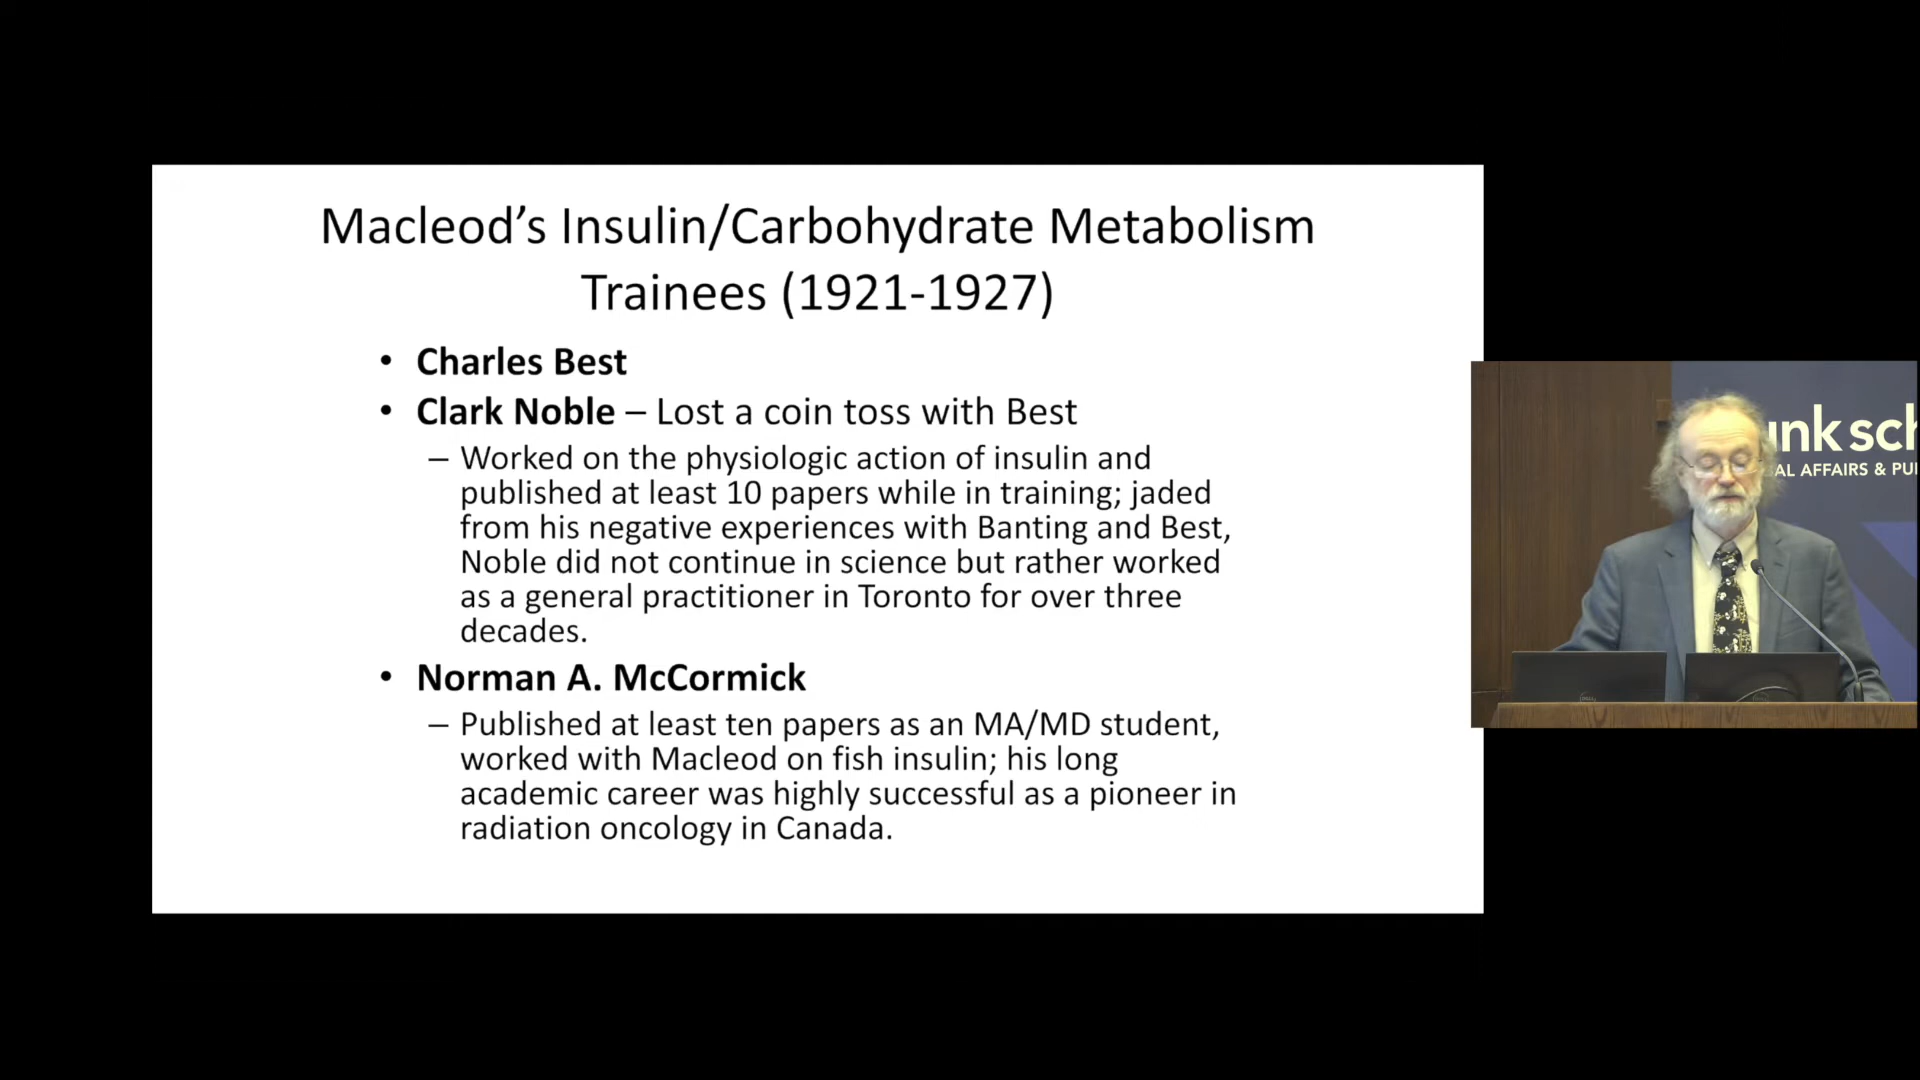 Macleod’s Insulin/Carbohydrate Metabolism
Trainees (1921-1927)
• Charles Best
• Clark Noble – Lost a coin toss with Best
– Worked on the physiologic action of insulin and
published at least 10 papers while in training; jaded
from his negative experiences with Banting and Best,
Noble did not continue in science but rather worked
as a general practitioner in Toronto for over three
decades.
• Norman A. McCormick
– Published at least ten papers as an MA/MD student,
worked with Macleod on fish insulin; his long
academic career was highly successful as a pioneer in
radiation oncology in Canada.
unk sch
AL AFFAIRS & PU